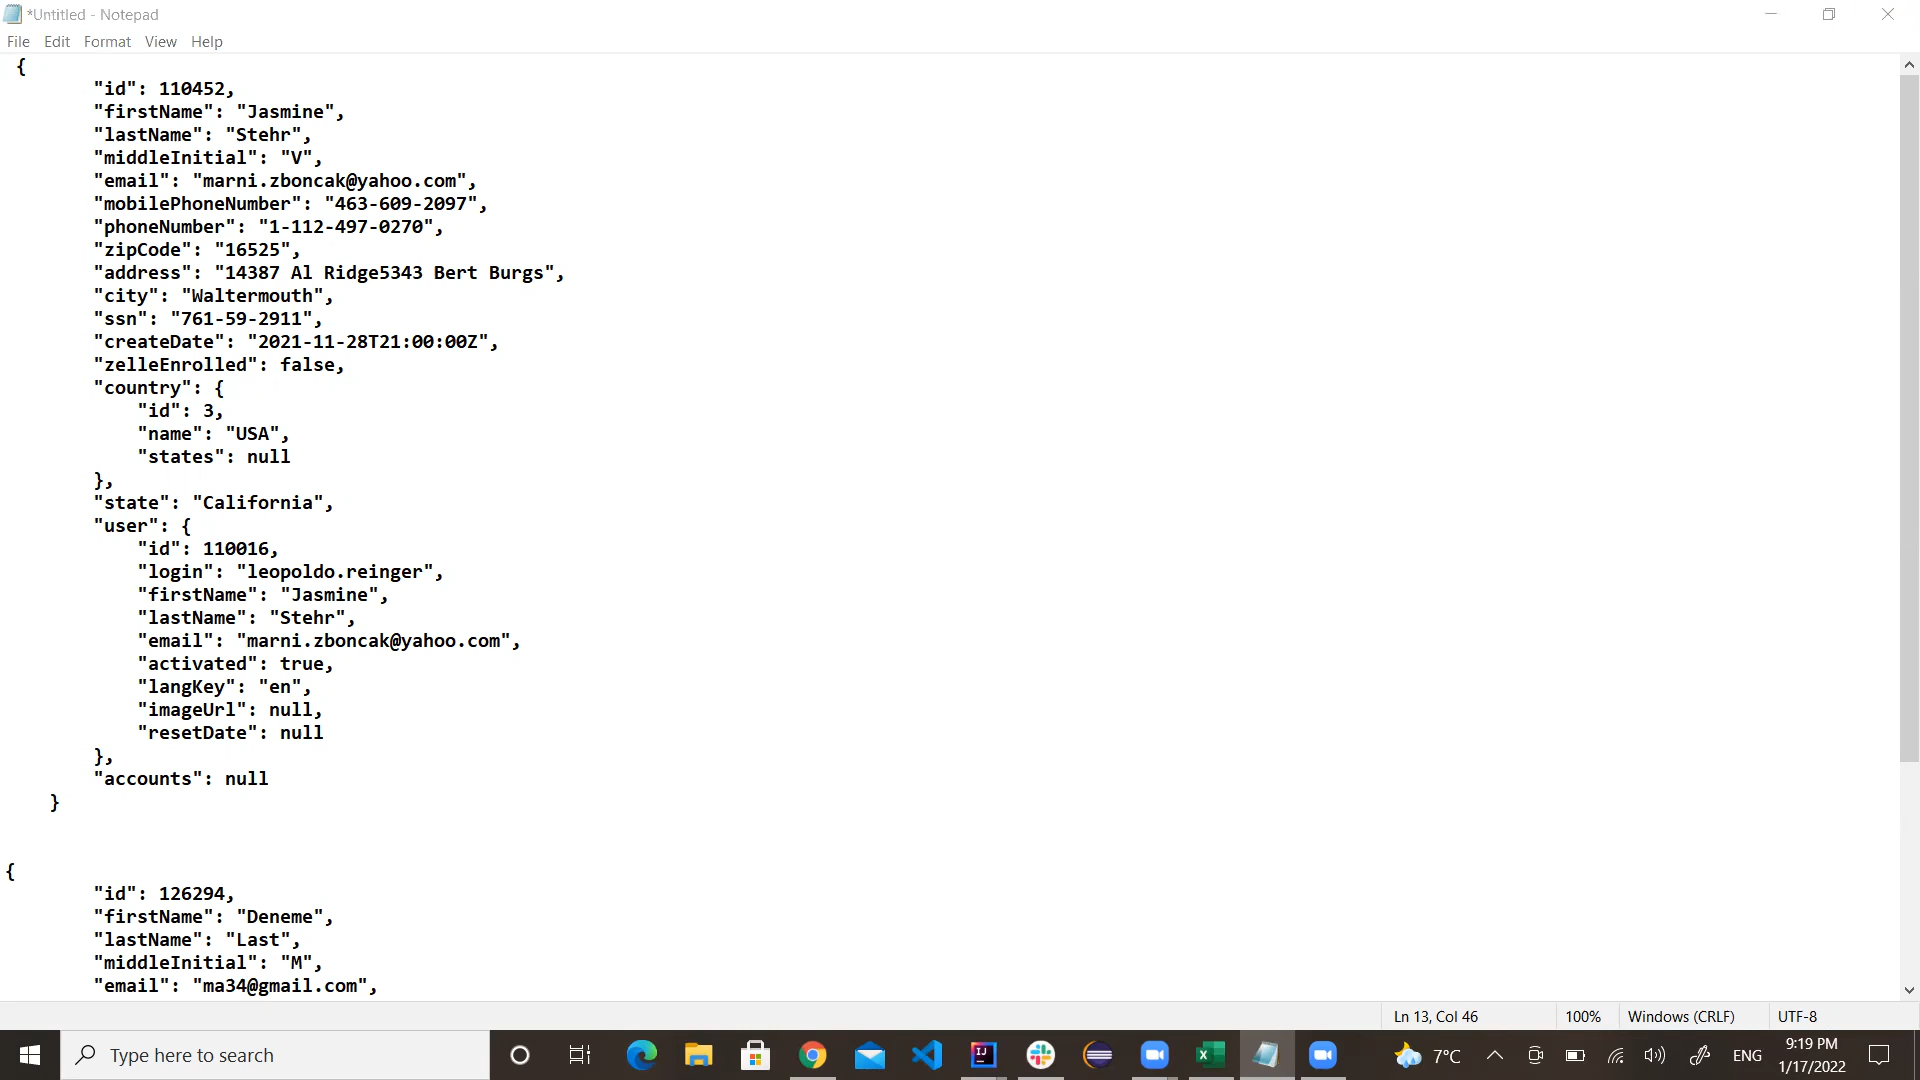 *Untitled - Notepad
File Edit Format View Help
{
"id": 110452,
"firstName": "Jasmine",
"lastName": "Stehr",
"middleInitial": "V",
"email": "marni.zboncak@yahoo.com",
"mobilePhoneNumber": "463-609-2097",
"phoneNumber": "1-112-497-0270",
"zipCode": "16525",
"address": "14387 Al Ridge5343 Bert Burgs",
"city": "Waltermouth",
"ssn": "761-59-2911",
"createDate": "2021-11-28T21:00:00Z",
"zelleEnrolled": false,
"country": {
"id": 3,
"name": "USA",
"states": null
},
"state": "California",
"user": {
"id": 110016,
"login": "leopoldo.reinger",
"firstName": "Jasmine",
"lastName": "Stehr",
"email": "marni.zboncak@yahoo.com",
"activated": true,
"langKey": "en",
"imageUrl": null,
"resetDate": null
},
"accounts": null
}
{
"id": 126294,
"firstName": "Deneme",
"lastName": "Last",
"middleInitial": "M",
"email": "ma34@gmail.com",
Ln 13, Col 46 100% Windows (CRLF) UTF-8
Type here to search
7°C
ENG
9:19 PM
1/17/2022